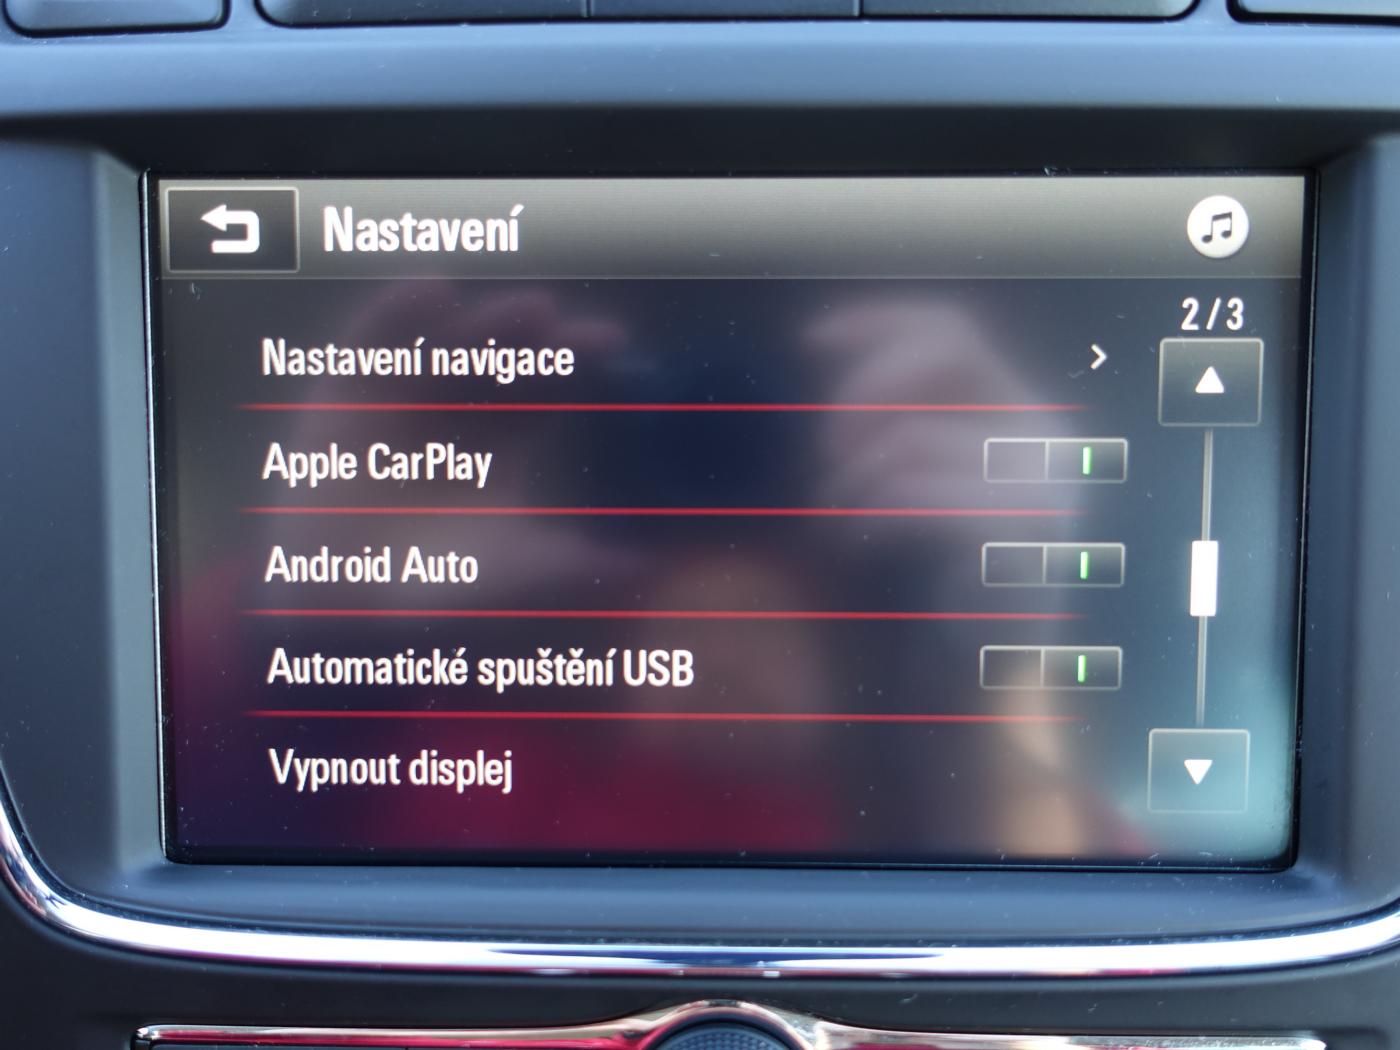 Nastavení
2 / 3
Nastavení navigace
Apple CarPlay
Android Auto
Automatické spuštění USB
Vypnout displej